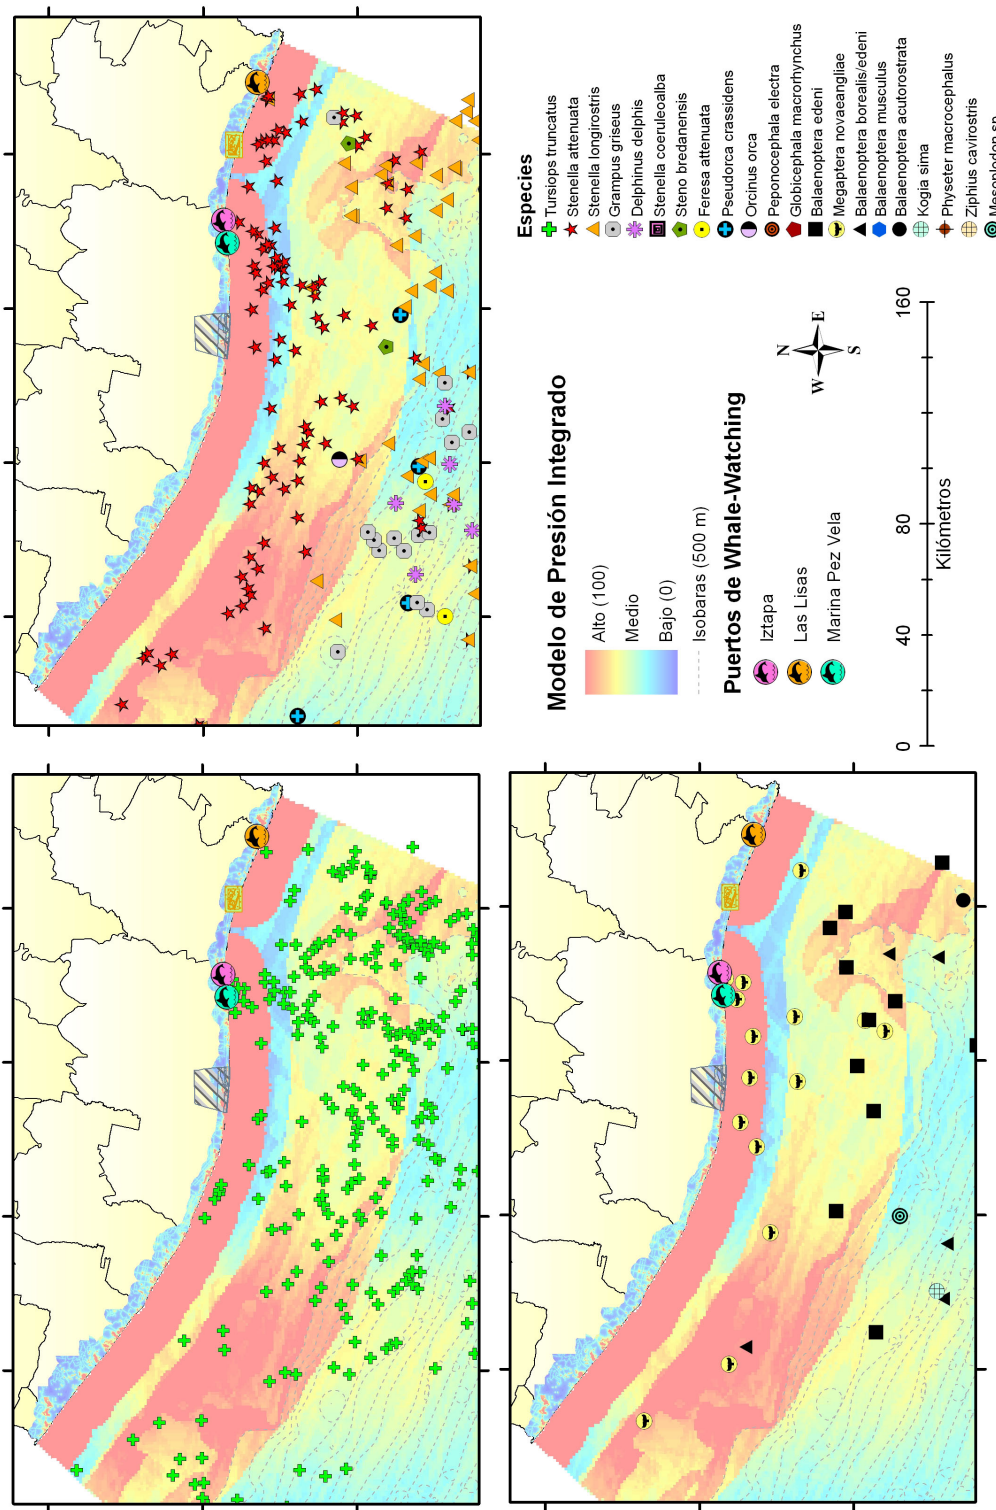 Especies
Tursiops truncatus
Stenella attenuata
Stenella longirostris
Grampus griseus
Delphinus delphis
Stenella coeruleoalba
Steno bredanensis
Feresa attenuata
Pseudorca crassidens
Orcinus orca
Peponocephala electra
Globicephala macrorhynchus
Balaenoptera edeni
Megaptera novaeangliae
Balaenoptera borealis/edeni
Balaenoptera musculus
Balaenoptera acutorostrata
Kogia sima
Physeter macrocephalus
Ziphius cavirostris
Mesoplodon sp
Modelo de Presión Integrado
Alto (100)
Medio
Bajo (0)
Isobaras (500 m)
Puertos de Whale-Watching
Iztapa
Las Lisas
Marina Pez Vela
N
W
E
S
0
40
80
160
Kilómetros